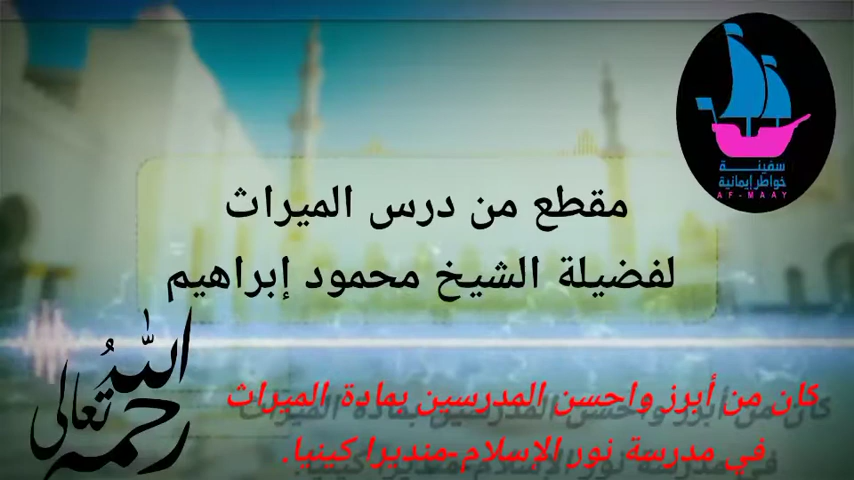 سفينة
خواطر إيمانية
AF-MAAY
مقطع من درس الميراث
لفضيلة الشيخ محمود إبراهيم
رحمه الله تعالى
كان من أبرز واحسن المدرسين بمادة الميراث
في مدرسة نور الإسلام-منديرا كينيا.